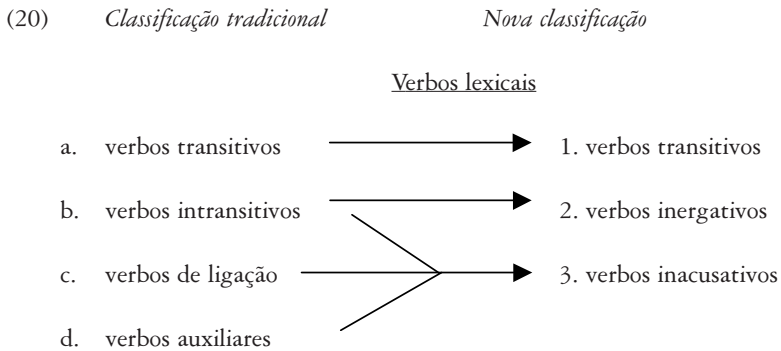 (20) Classificação tradicional Nova classificação
Verbos lexicais
a. verbos transitivos 1. verbos transitivos
b. verbos intransitivos 2. verbos inergativos
c. verbos de ligação 3. verbos inacusativos
d. verbos auxiliares